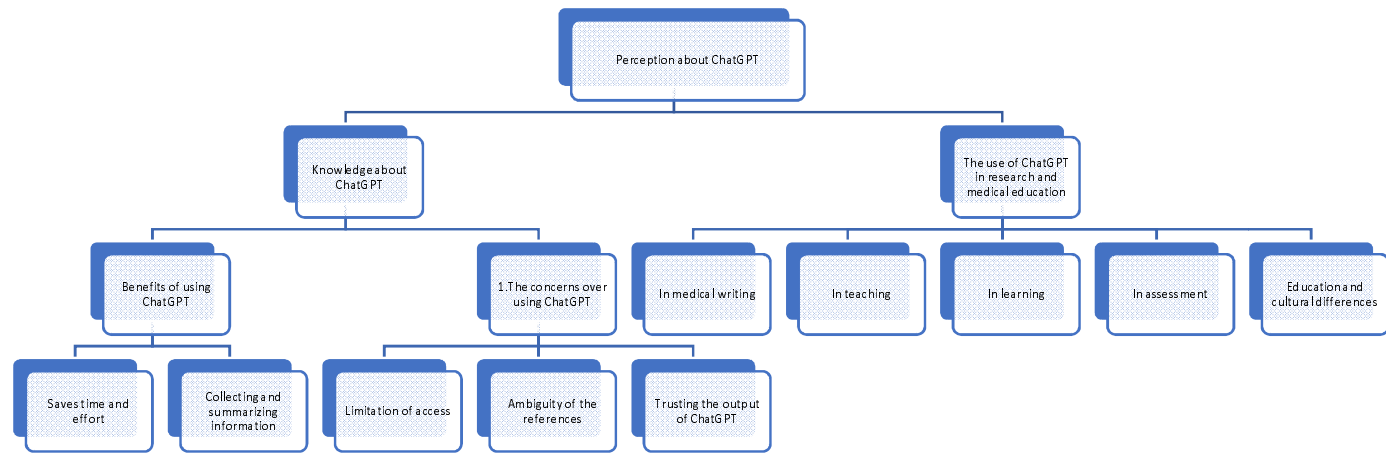 Perception about ChatGPT
Knowledge about
ChatGPT
The use of ChatGPT
in research and
medical education
Benefits of using
ChatGPT
1.The concerns over
using ChatGPT
In medical writing
In teaching
In learning
In assessment
Education and
cultural differences
Saves time and
effort
Collecting and
summarizing
information
Limitation of access
Ambiguity of the
references
Trusting the output
of ChatGPT